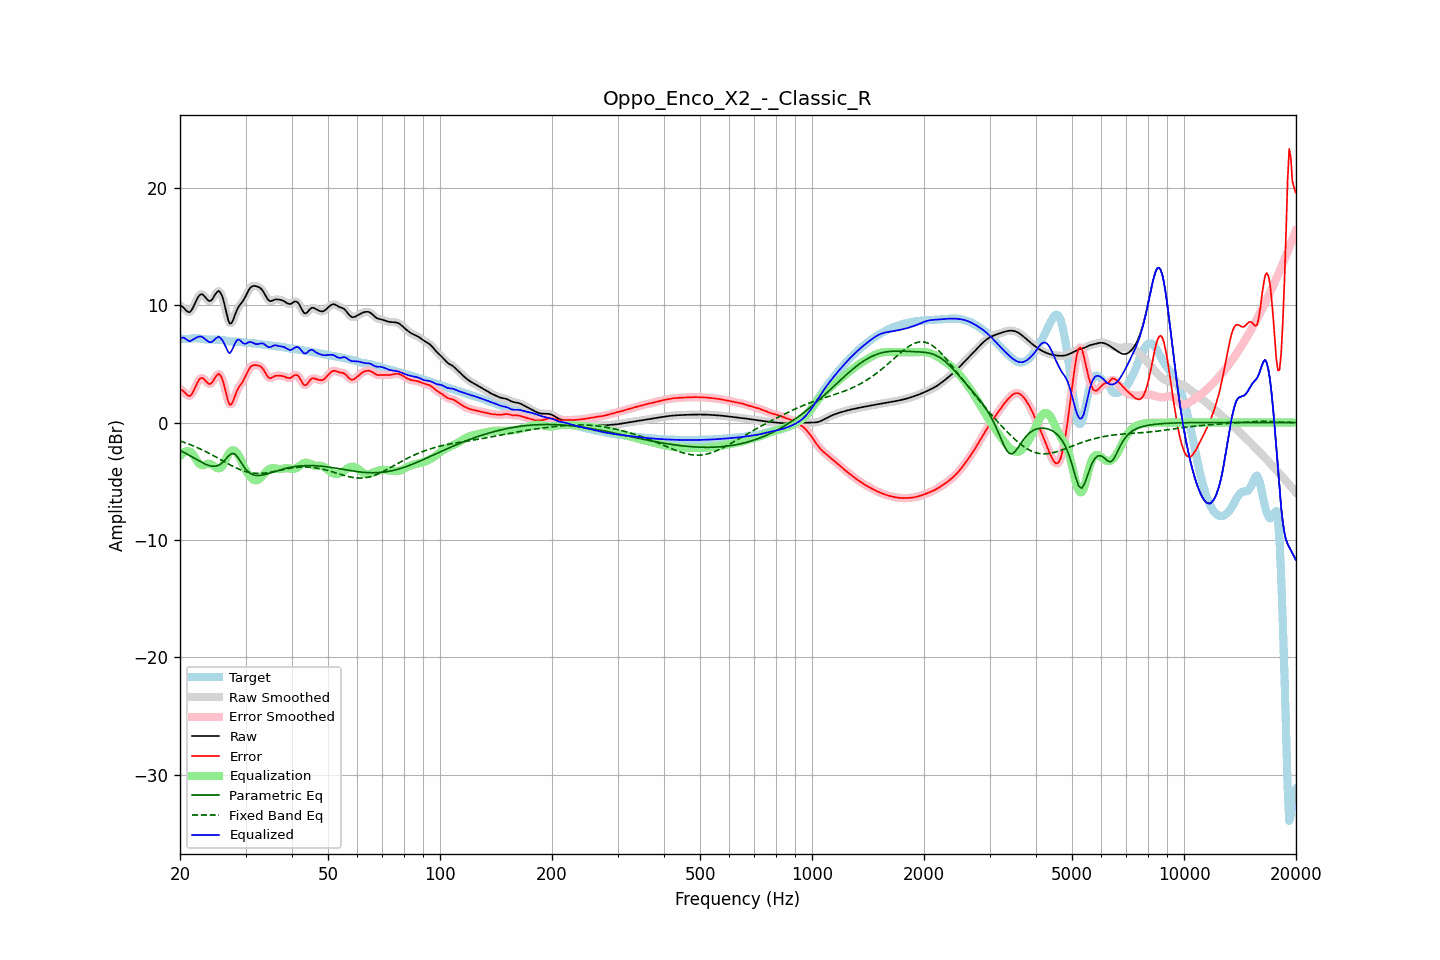 Oppo_Enco_X2_-_Classic_R
Amplitude (dBr)
20
10
0
−10
−20
−30
Target
Raw Smoothed
Error Smoothed
Raw
Error
Equalization
Parametric Eq
Fixed Band Eq
Equalized
20 50 100 200 500 1000 2000 5000 10000 20000
Frequency (Hz)